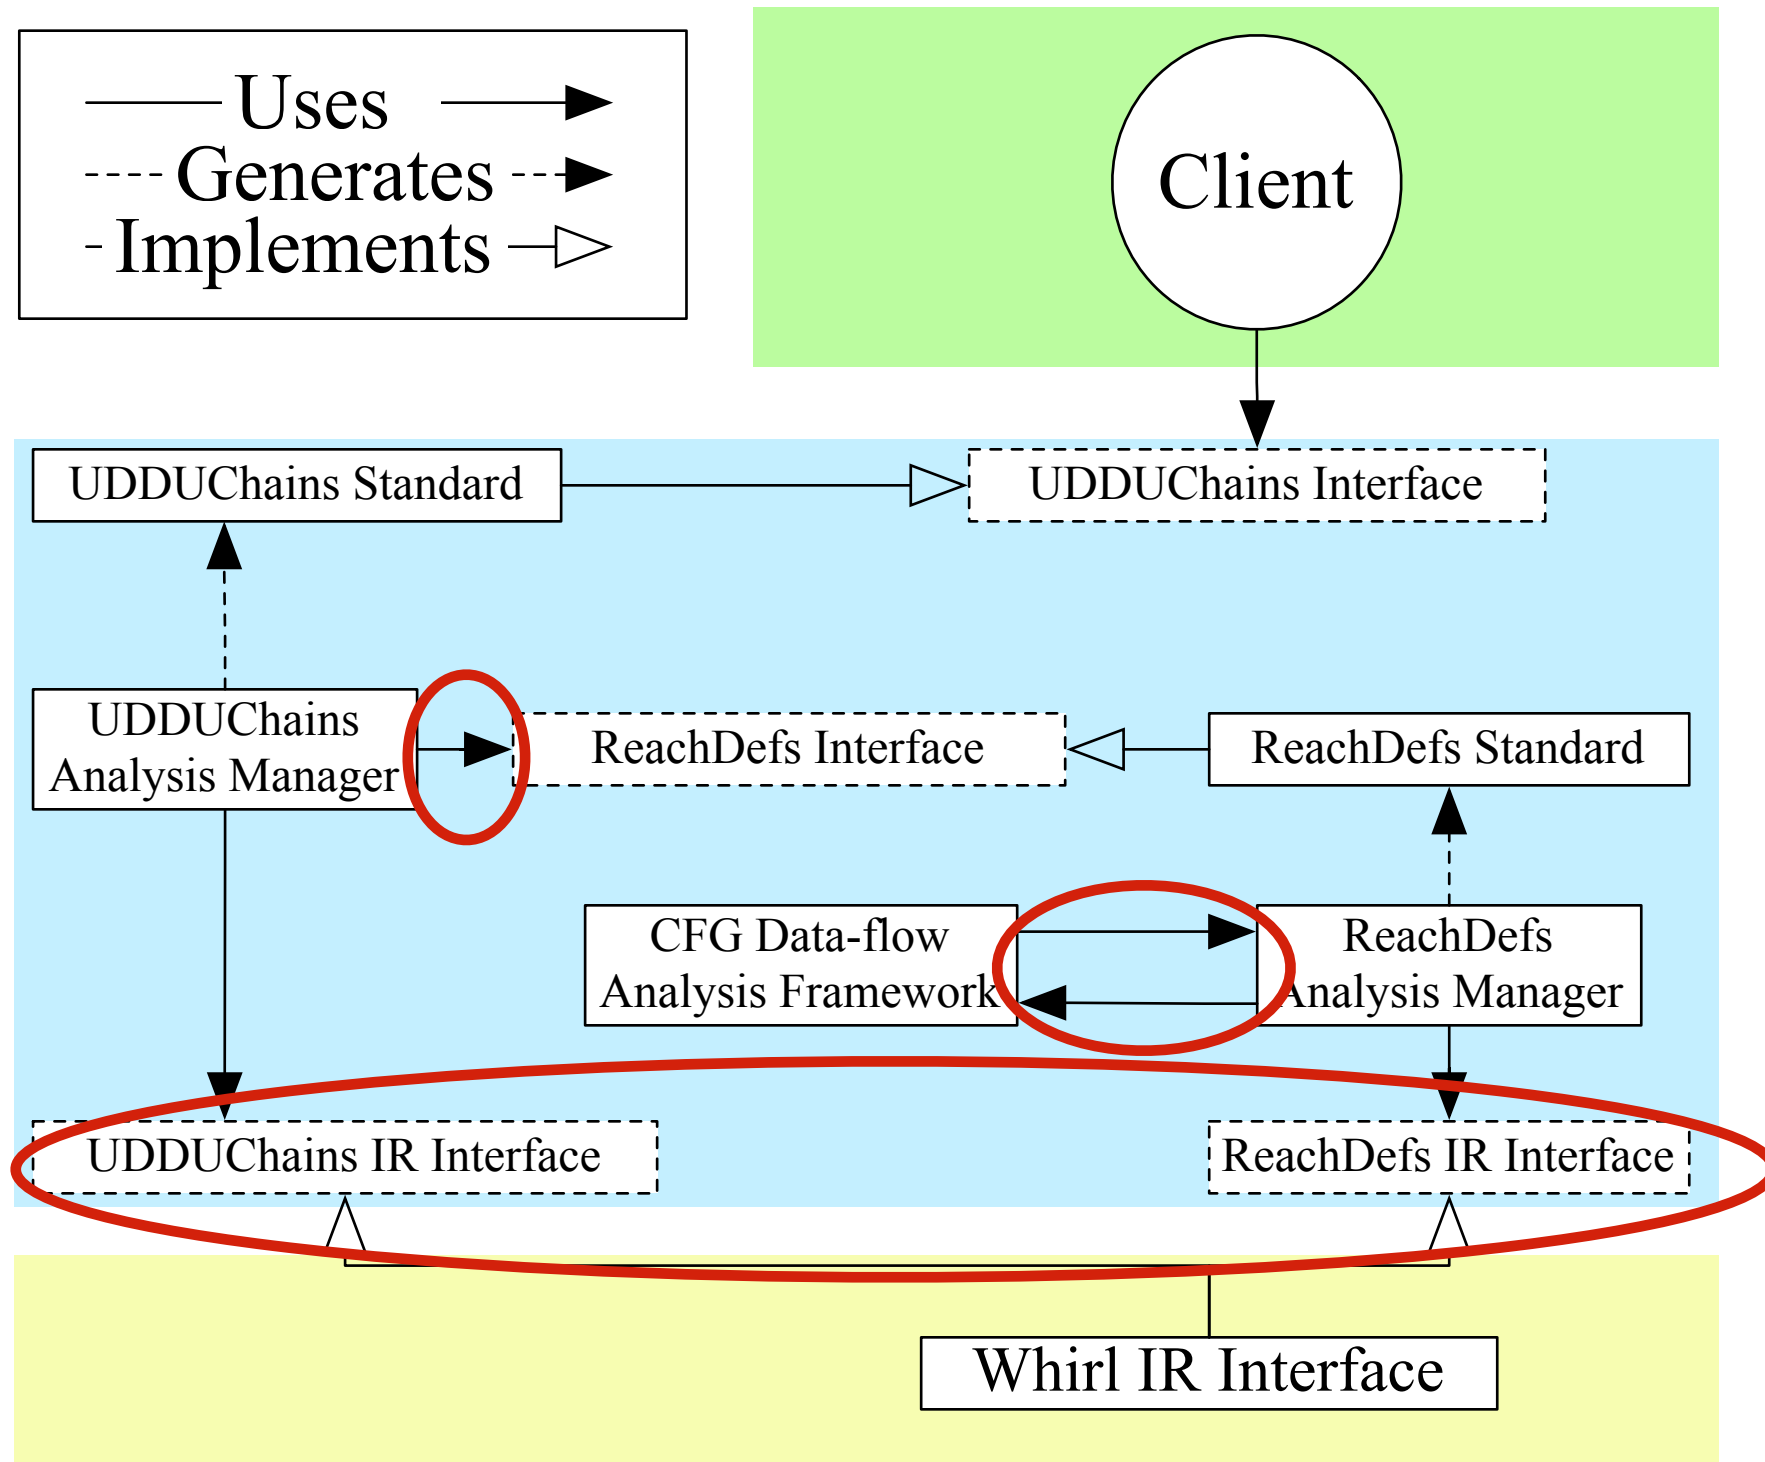 Uses
Generates
Implements
Client
UDDUChains Standard
UDDUChains Interface
UDDUChains
Analysis Manager
ReachDefs Interface
ReachDefs Standard
CFG Data-flow
Analysis Framework
ReachDefs
Analysis Manager
UDDUChains IR Interface
ReachDefs IR Interface
Whirl IR Interface